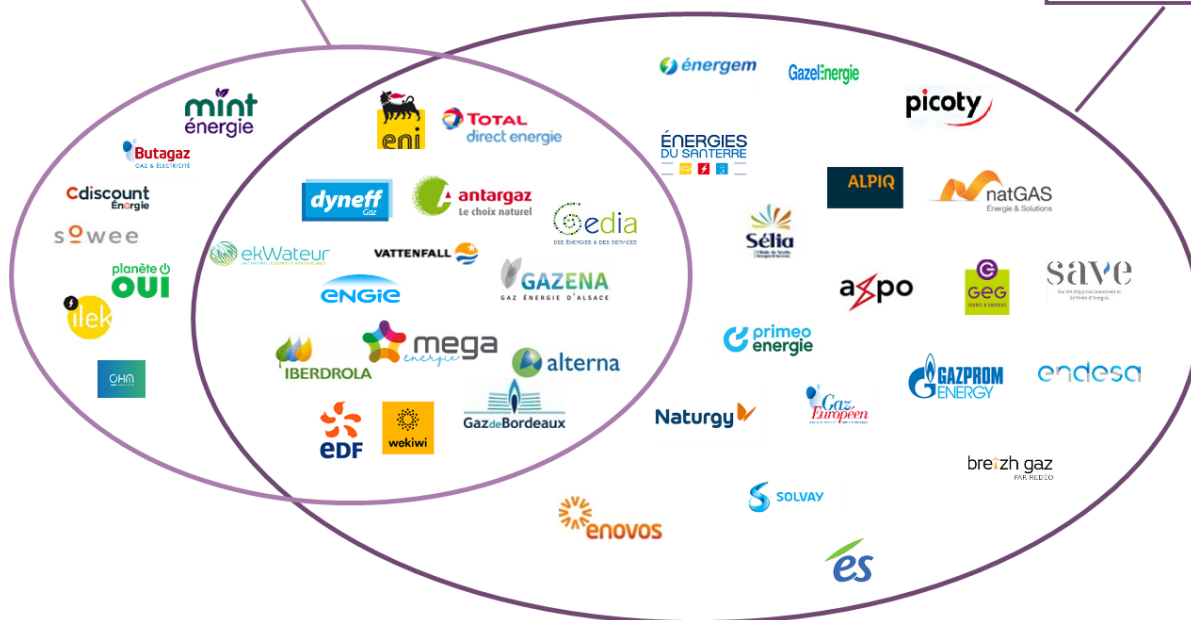 mint
énergie
Butagaz
GAZ & ÉLECTRICITÉ
Cdiscount
Énergie
sowee
planète
OUI
ilek
OHM
eni
TOTAL
direct energie
dyneff
Gaz
antargaz
Le choix naturel
Gedia
DES ÉNERGIES & DES SERVICES
ekWateur
VATTENFALL
ENGIE
GAZENA
GAZ ÉNERGIE D'ALSACE
IBERDROLA
mega
energie
alterna
eDF
wekiwi
GazdeBordeaux
énergem
GazelEnergie
picoty
ÉNERGIES
DU SANTERRE
ALPIQ
natGAS
Energie & Solutions
Sélia
axpo
GEG
save
primeo
energie
GAZPROM
ENERGY
endesa
Naturgy
Gaz
Européen
breizh gaz
PAR REDÉO
SOLVAY
enovos
és